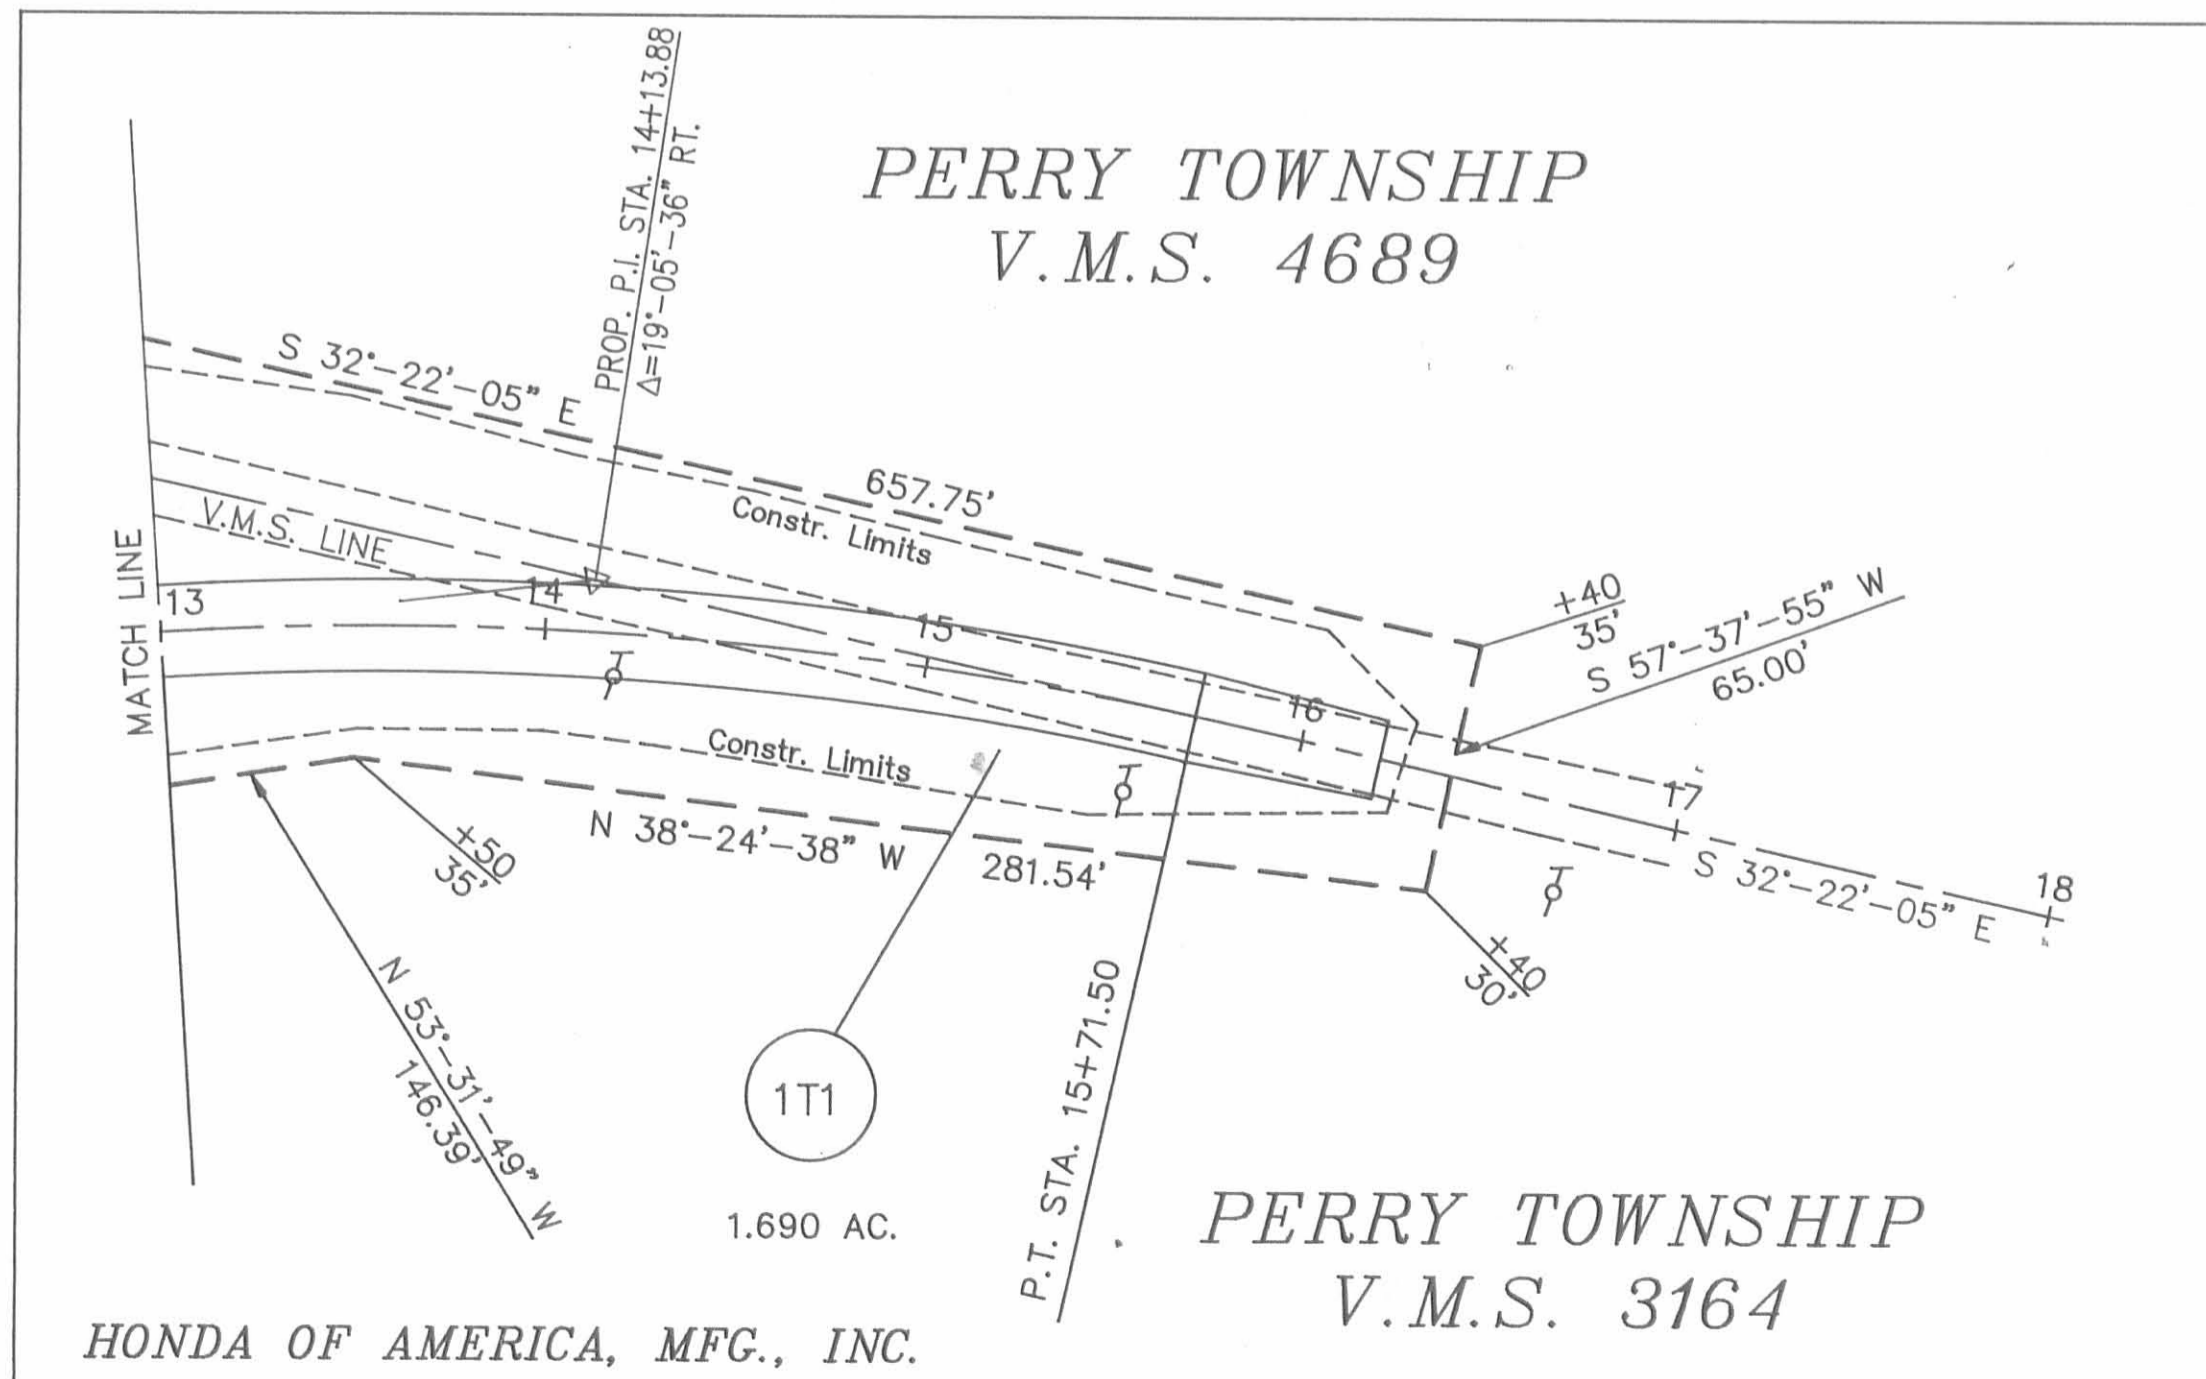 PROP. P.I. STA. 14+13.88
Δ=19°-05'-36" RT.
PERRY TOWNSHIP
V.M.S. 4689
S 32°-22'-05" E
657.75'
Constr. Limits
V.M.S. LINE
MATCH LINE
13
14
15
16
17
18
+40
35'
S 57°-37'-55" W
65.00'
Constr. Limits
N 38°-24'-38" W
281.54'
S 32°-22'-05" E
+50
35'
+40
30'
N 53°-31'-49" W
146.39'
1T1
1.690 AC.
P.T. STA. 15+71.50
PERRY TOWNSHIP
V.M.S. 3164
HONDA OF AMERICA, MFG., INC.